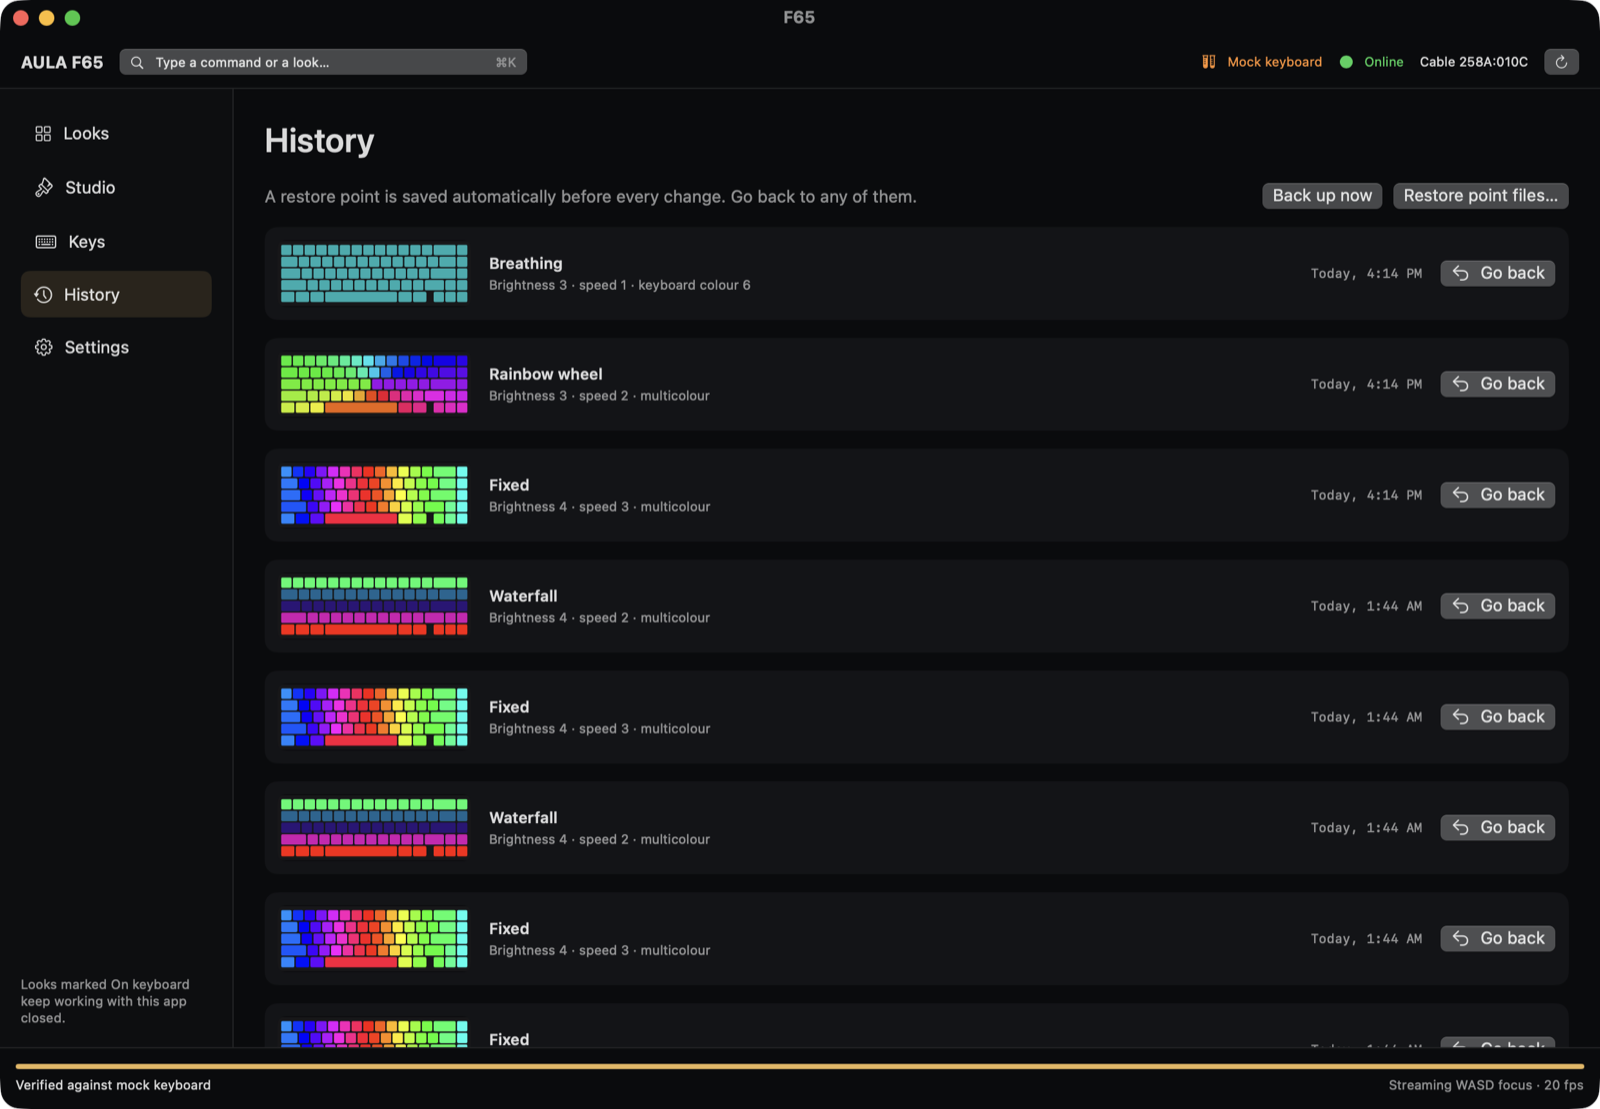 F65
AULA F65
Type a command or a look...
⌘K
Mock keyboard
Online
Cable 258A:010C
Looks
Studio
Keys
History
Settings
Looks marked On keyboard
keep working with this app
closed.
History
A restore point is saved automatically before every change. Go back to any of them.
Back up now
Restore point files...
Breathing
Brightness 3 · speed 1 · keyboard colour 6
Today, 4:14 PM
Go back
Rainbow wheel
Brightness 3 · speed 2 · multicolour
Today, 4:14 PM
Go back
Fixed
Brightness 4 · speed 3 · multicolour
Today, 4:14 PM
Go back
Waterfall
Brightness 4 · speed 2 · multicolour
Today, 1:44 AM
Go back
Fixed
Brightness 4 · speed 3 · multicolour
Today, 1:44 AM
Go back
Waterfall
Brightness 4 · speed 2 · multicolour
Today, 1:44 AM
Go back
Fixed
Brightness 4 · speed 3 · multicolour
Today, 1:44 AM
Go back
Fixed
Verified against mock keyboard
Streaming WASD focus · 20 fps